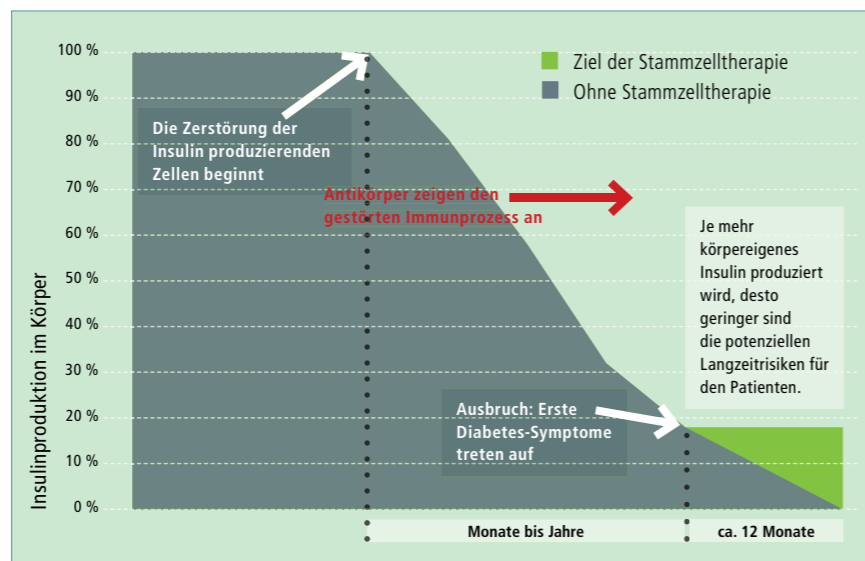 100 %
90 %
80 %
70 %
60 %
50 %
40 %
30 %
20 %
10 %
0 %
Insulinproduktion im Körper
Ziel der Stammzelltherapie
Ohne Stammzelltherapie
Die Zerstörung der
Insulin produzierenden
Zellen beginnt
Antikörper zeigen den
gestörten Immunprozess an
Je mehr
körpereigenes
Insulin produziert
wird, desto
geringer sind
die potenziellen
Langzeitrisiken für
den Patienten.
Ausbruch: Erste
Diabetes-Symptome
treten auf
Monate bis Jahre
ca. 12 Monate